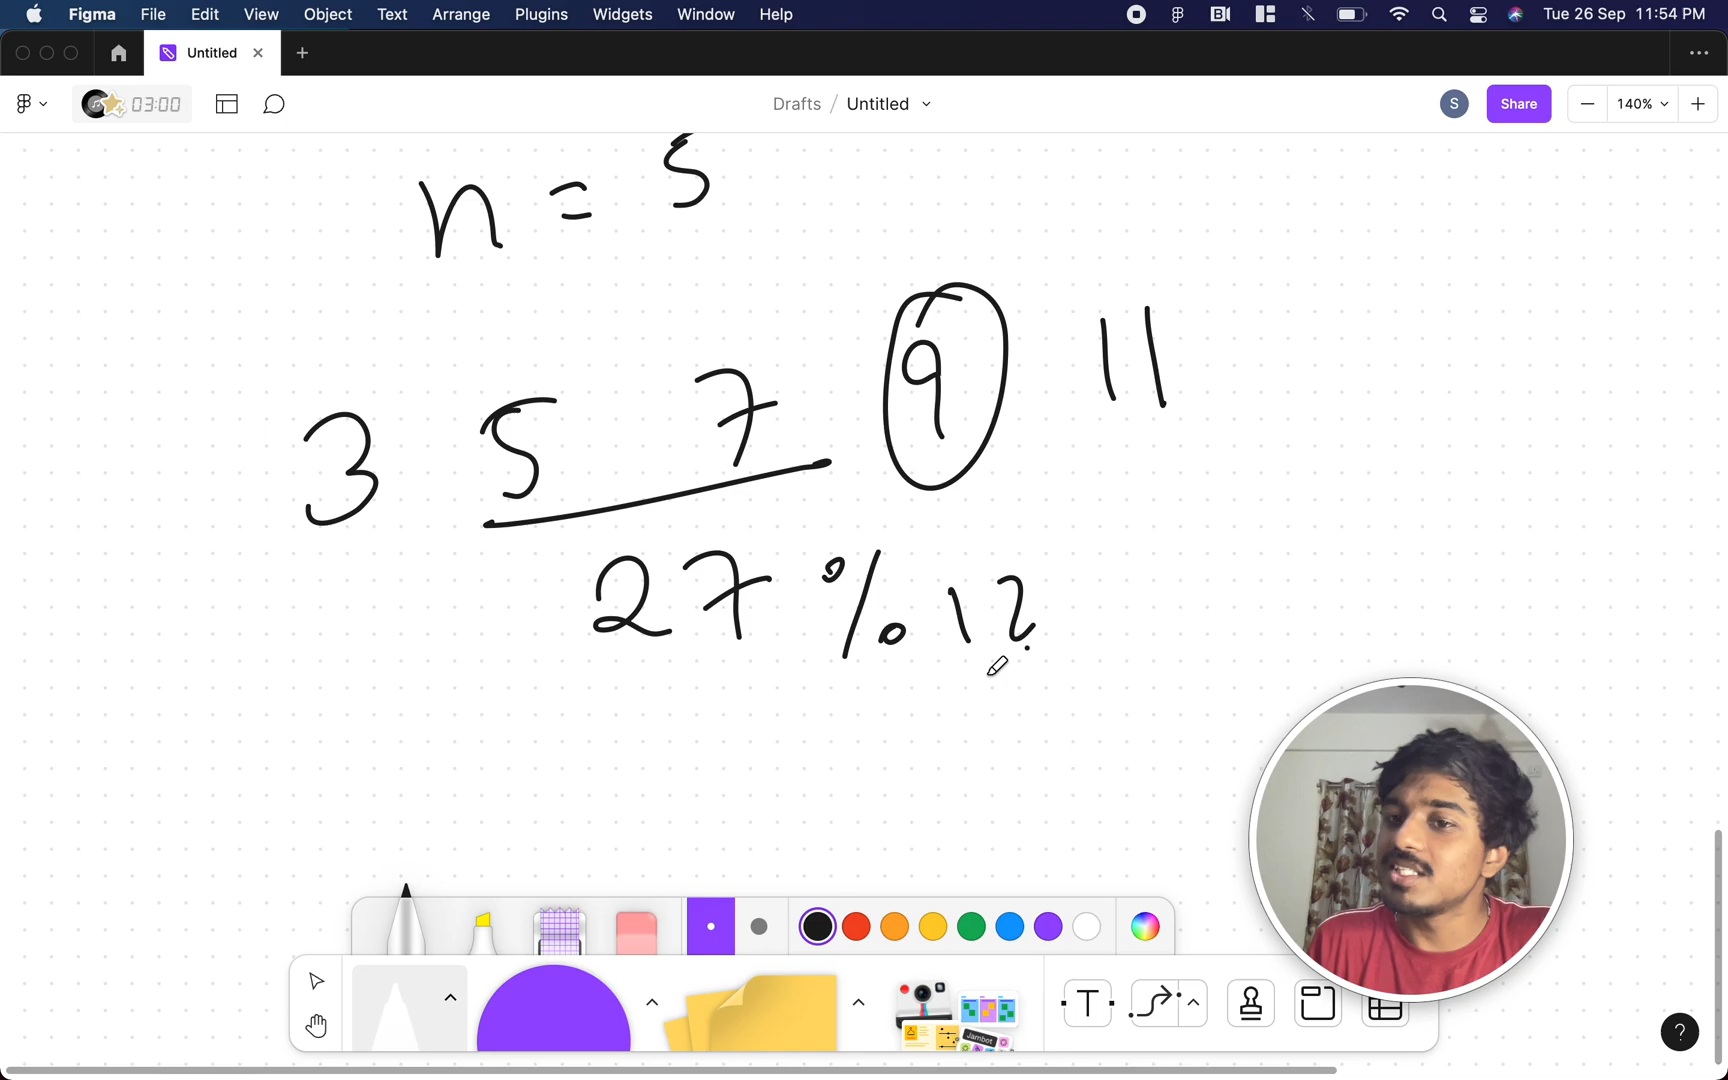 Figma File Edit View Object Text Arrange Plugins Widgets Window Help Tue 26 Sep 11:54 PM
Untitled
03:00 Drafts / Untitled S Share 140%
n = 5
3 5 7 9 11
27 % 12
T
Jambot
?